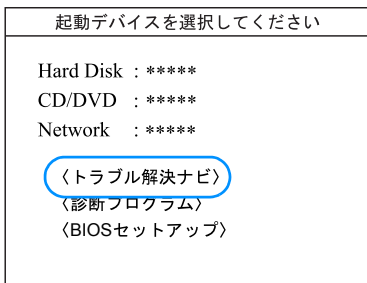 起動デバイスを選択してください
Hard Disk : *****
CD/DVD : *****
Network : *****
〈トラブル解決ナビ〉
〈診断プログラム〉
〈BIOSセットアップ〉